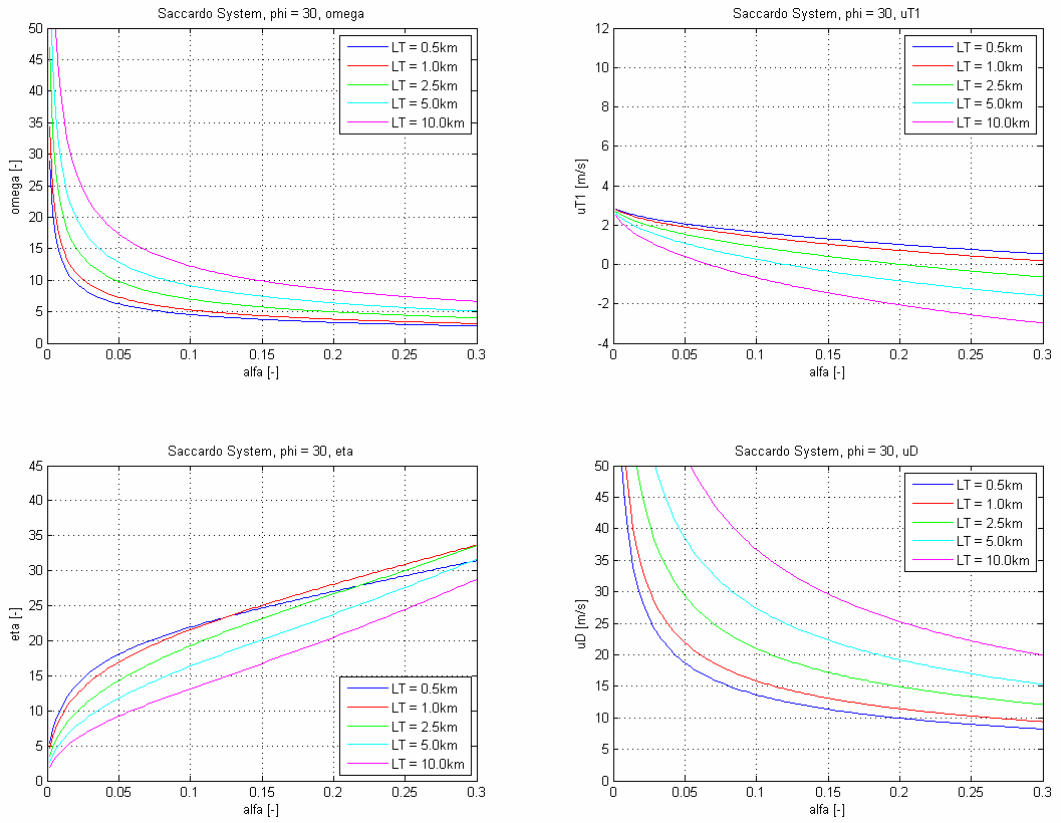 Saccardo System, phi = 30, omega
50
45
40
35
30
25
20
15
10
5
0
omega [-]
0
0.05
0.1
0.15
0.2
0.25
0.3
alfa [-]
LT = 0.5km
LT = 1.0km
LT = 2.5km
LT = 5.0km
LT = 10.0km
Saccardo System, phi = 30, uT1
12
10
8
6
4
2
0
-2
-4
uT1 [m/s]
0
0.05
0.1
0.15
0.2
0.25
0.3
alfa [-]
LT = 0.5km
LT = 1.0km
LT = 2.5km
LT = 5.0km
LT = 10.0km
Saccardo System, phi = 30, eta
45
40
35
30
25
20
15
10
5
0
eta [-]
0
0.05
0.1
0.15
0.2
0.25
0.3
alfa [-]
LT = 0.5km
LT = 1.0km
LT = 2.5km
LT = 5.0km
LT = 10.0km
Saccardo System, phi = 30, uD
50
45
40
35
30
25
20
15
10
5
0
uD [m/s]
0
0.05
0.1
0.15
0.2
0.25
0.3
alfa [-]
LT = 0.5km
LT = 1.0km
LT = 2.5km
LT = 5.0km
LT = 10.0km